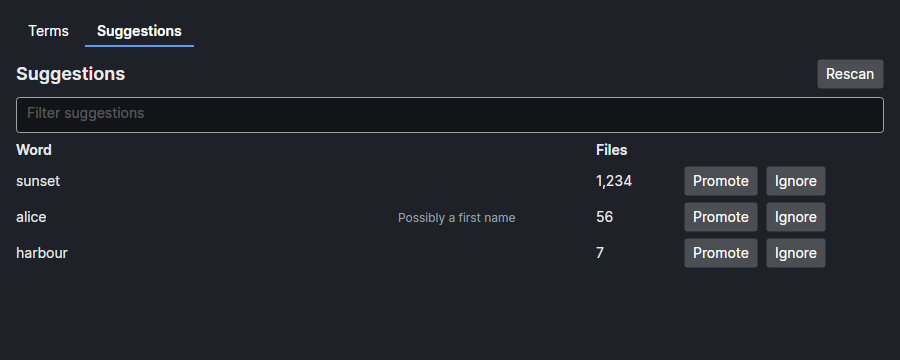 Terms Suggestions
Suggestions Rescan
Filter suggestions
Word Files
sunset 1,234 Promote Ignore
alice Possibly a first name 56 Promote Ignore
harbour 7 Promote Ignore